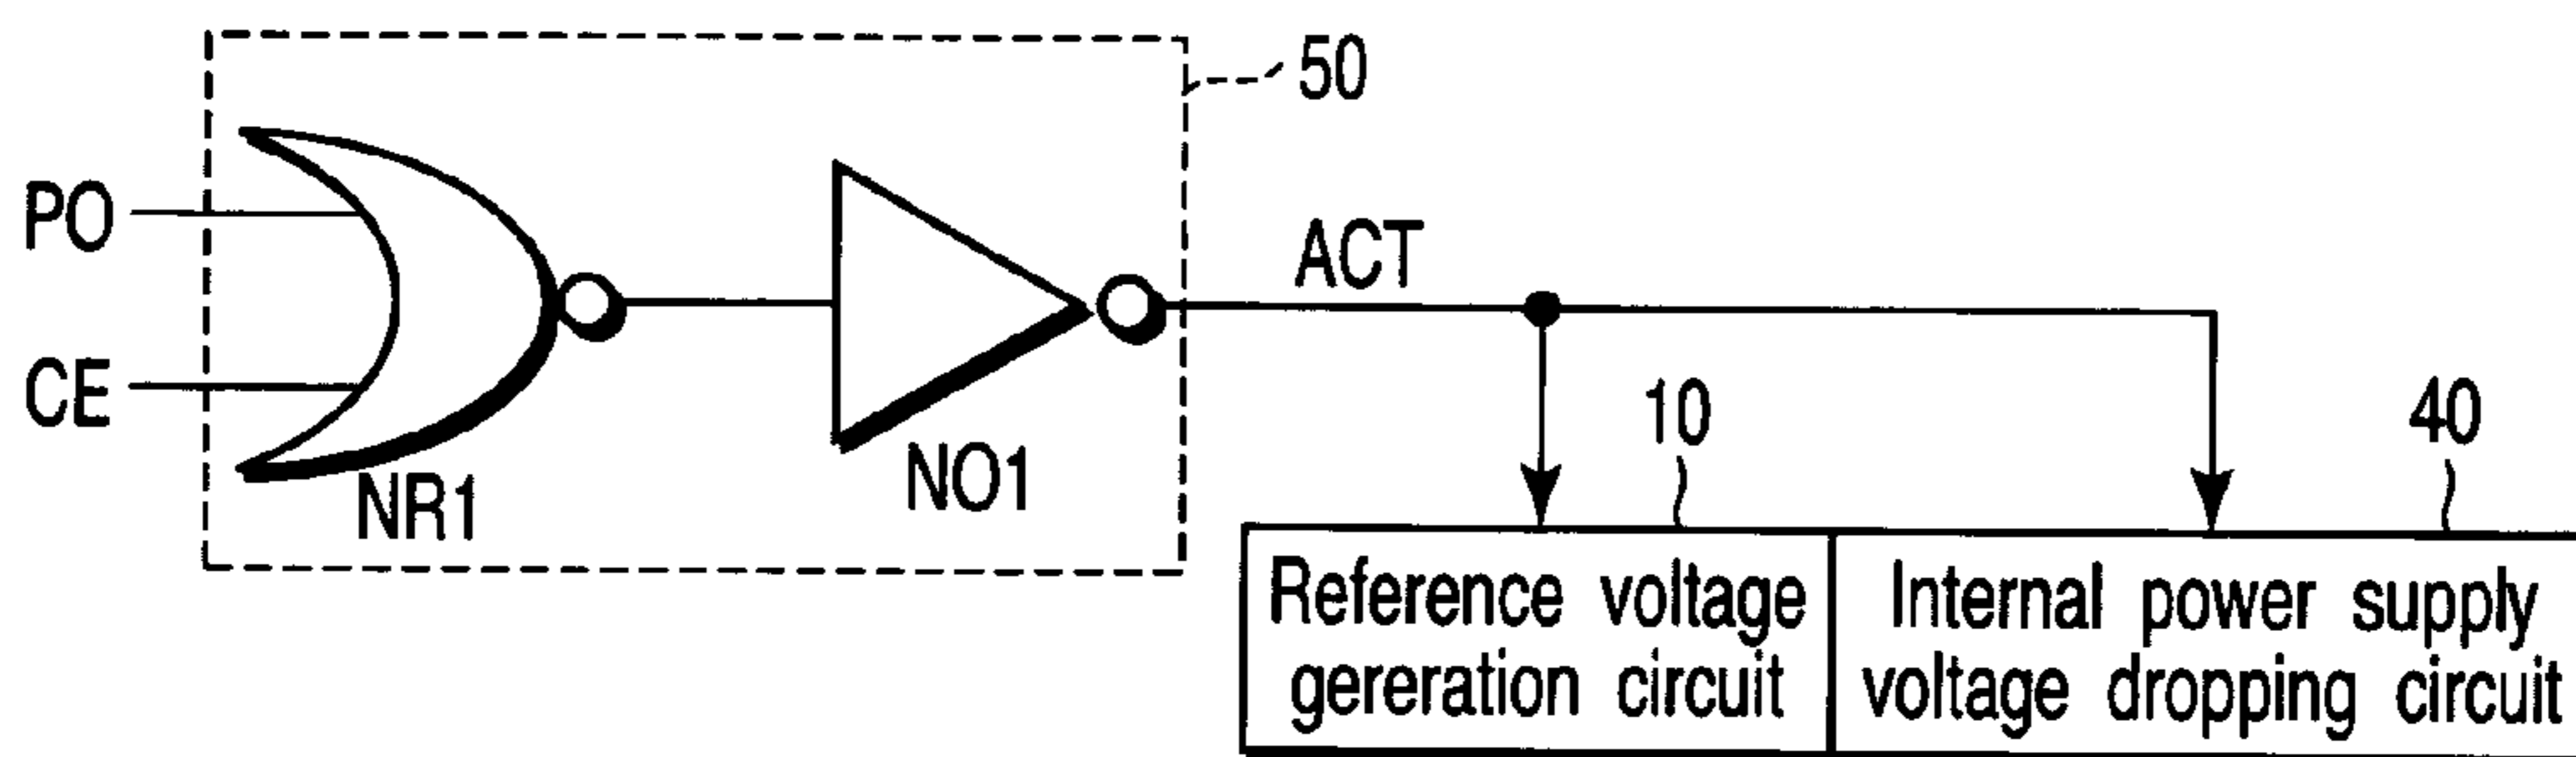 50
PO
CE
NR1
NO1
ACT
10
40
Reference voltage
gereration circuit
Internal power supply
voltage dropping circuit